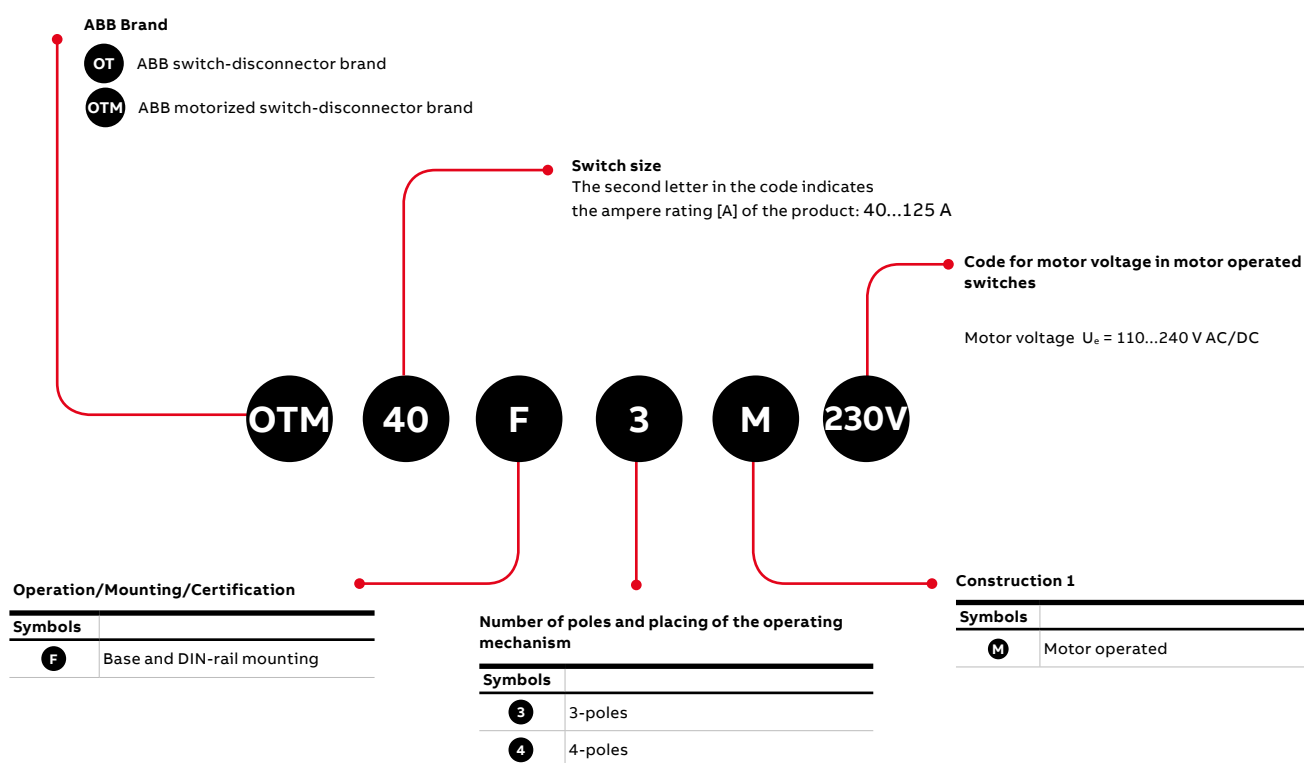 ABB Brand
OT ABB switch-disconnector brand
OTM ABB motorized switch-disconnector brand
Switch size
The second letter in the code indicates
the ampere rating [A] of the product: 40...125 A
Code for motor voltage in motor operated
switches
Motor voltage Uₑ = 110...240 V AC/DC
OTM 40 F 3 M 230V
Operation/Mounting/Certification
Symbols
F Base and DIN-rail mounting
Number of poles and placing of the operating
mechanism
Symbols
3 3-poles
4 4-poles
Construction 1
Symbols
M Motor operated